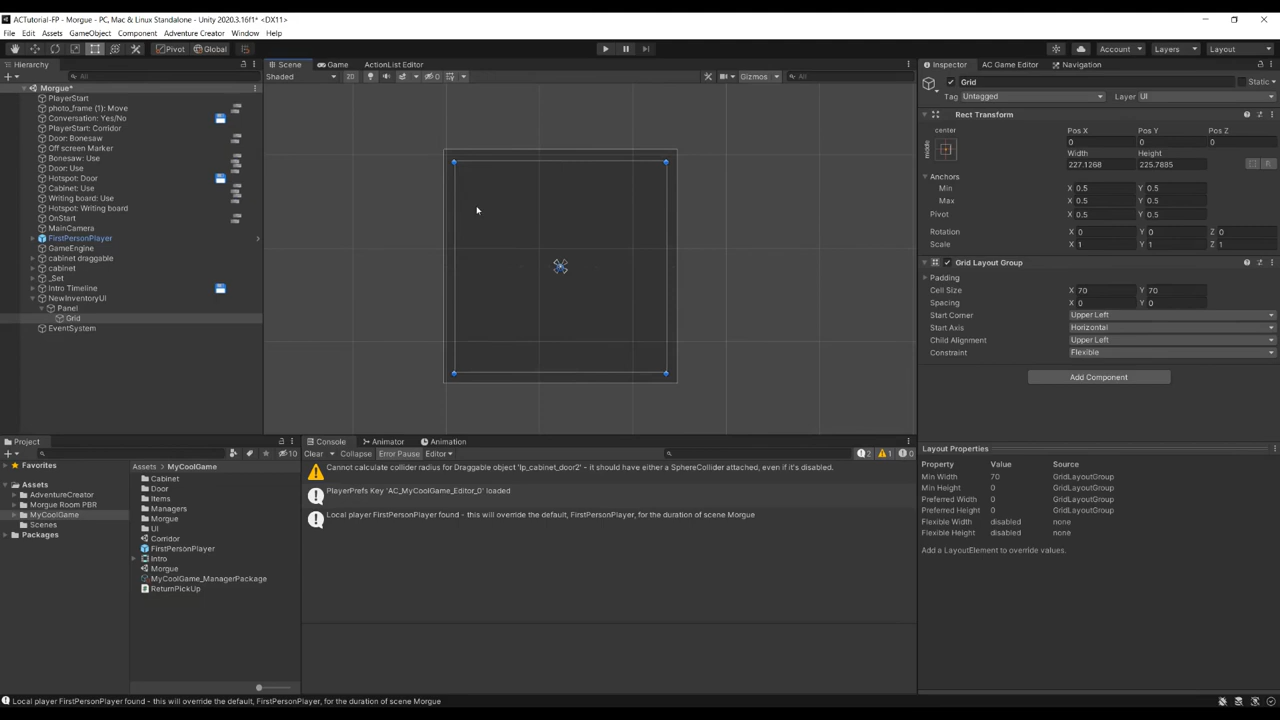 ACTutorial-FP - Morgue - PC, Mac & Linux Standalone - Unity 2020.3.16f1* <DX11>
File Edit Assets GameObject Component Adventure Creator Window Help
Pivot Global Account Layers Layout
Hierarchy
All
Morgue*
PlayerStart
photo_frame (1): Move
Conversation: Yes/No
PlayerStart: Corridor
Door: Bonesaw
Off screen Marker
Bonesaw: Use
Door: Use
Hotspot: Door
Cabinet: Use
Writing board: Use
Hotspot: Writing board
OnStart
MainCamera
FirstPersonPlayer
GameEngine
cabinet draggable
cabinet
_Set
Intro Timeline
NewInventoryUI
Panel
Grid
EventSystem
Scene Game ActionList Editor
Shaded 2D 0 Gizmos All
Inspector AC Game Editor Navigation
Grid Static
Tag Untagged Layer UI
Rect Transform
center
middle
Pos X Pos Y Pos Z
0 0 0
Width Height
227.1268 225.7885
R
Anchors
Min X 0.5 Y 0.5
Max X 0.5 Y 0.5
Pivot X 0.5 Y 0.5
Rotation X 0 Y 0 Z 0
Scale X 1 Y 1 Z 1
Grid Layout Group
Padding
Cell Size X 70 Y 70
Spacing X 0 Y 0
Start Corner Upper Left
Start Axis Horizontal
Child Alignment Upper Left
Constraint Flexible
Add Component
Layout Properties
Property Value Source
Min Width 70 GridLayoutGroup
Min Height 0 GridLayoutGroup
Preferred Width 0 GridLayoutGroup
Preferred Height 0 GridLayoutGroup
Flexible Width disabled none
Flexible Height disabled none
Add a LayoutElement to override values.
Project
10
Favorites
Assets
AdventureCreator
Morgue Room PBR
MyCoolGame
Scenes
Packages
Assets > MyCoolGame
Cabinet
Door
Items
Managers
Morgue
UI
Corridor
FirstPersonPlayer
Intro
Morgue
MyCoolGame_ManagerPackage
ReturnPickUp
Console Animator Animation
Clear Collapse Error Pause Editor 2 1 0
Cannot calculate collider radius for Draggable object 'lp_cabinet_door2' - it should have either a SphereCollider attached, even if it's disabled.
PlayerPrefs Key 'AC_MyCoolGame_Editor_0' loaded
Local player FirstPersonPlayer found - this will override the default, FirstPersonPlayer, for the duration of scene Morgue
Local player FirstPersonPlayer found - this will override the default, FirstPersonPlayer, for the duration of scene Morgue